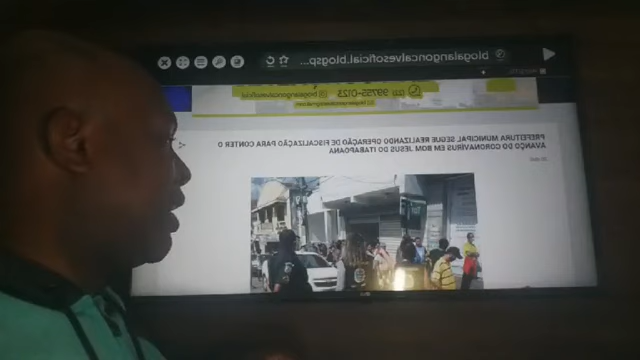 blogalangoncalvesoficial.blogsp...
99755-0123
PREFEITURA MUNICIPAL SEGUE REALIZANDO OPERAÇÃO DE FISCALIZAÇÃO PARA CONTER O
AVANÇO DO CORONAVÍRUS EM BOM JESUS DO ITABAPOANA